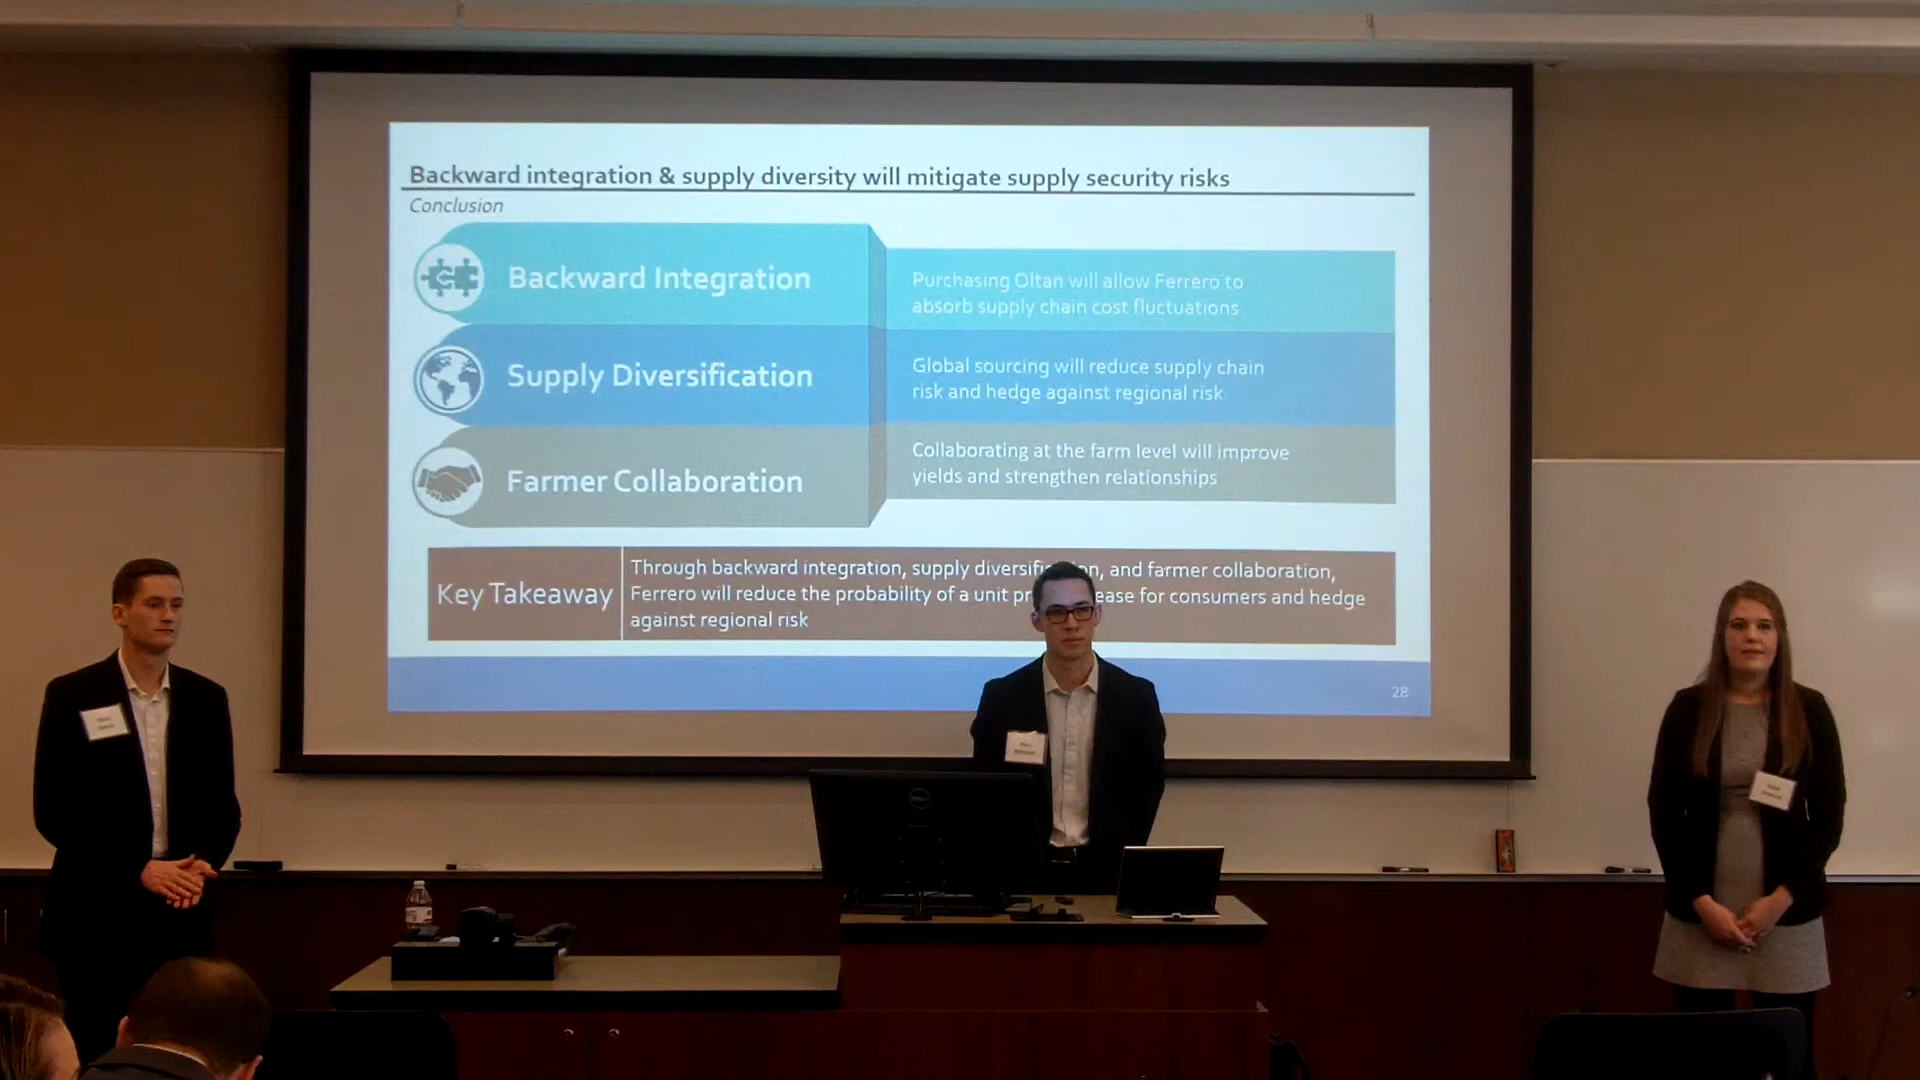 Backward integration & supply diversity will mitigate supply security risks
Conclusion
Backward Integration
Purchasing Oltan will allow Ferrero to
absorb supply chain cost fluctuations
Supply Diversification
Global sourcing will reduce supply chain
risk and hedge against regional risk
Farmer Collaboration
Collaborating at the farm level will improve
yields and strengthen relationships
Key Takeaway
Through backward integration, supply diversifi n, and farmer collaboration,
Ferrero will reduce the probability of a unit pr ease for consumers and hedge
against regional risk
28
DELL